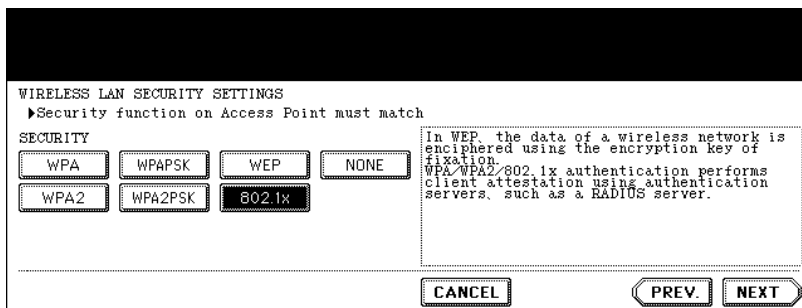 WIRELESS LAN SECURITY SETTINGS
▶Security function on Access Point must match
SECURITY
WPA WPAPSK WEP NONE
WPA2 WPA2PSK 802.1x
In WEP, the data of a wireless network is
enciphered using the encryption key of
fixation.
WPA/WPA2/802.1x authentication performs
client attestation using authentication
servers, such as a RADIUS server.
CANCEL PREV. NEXT